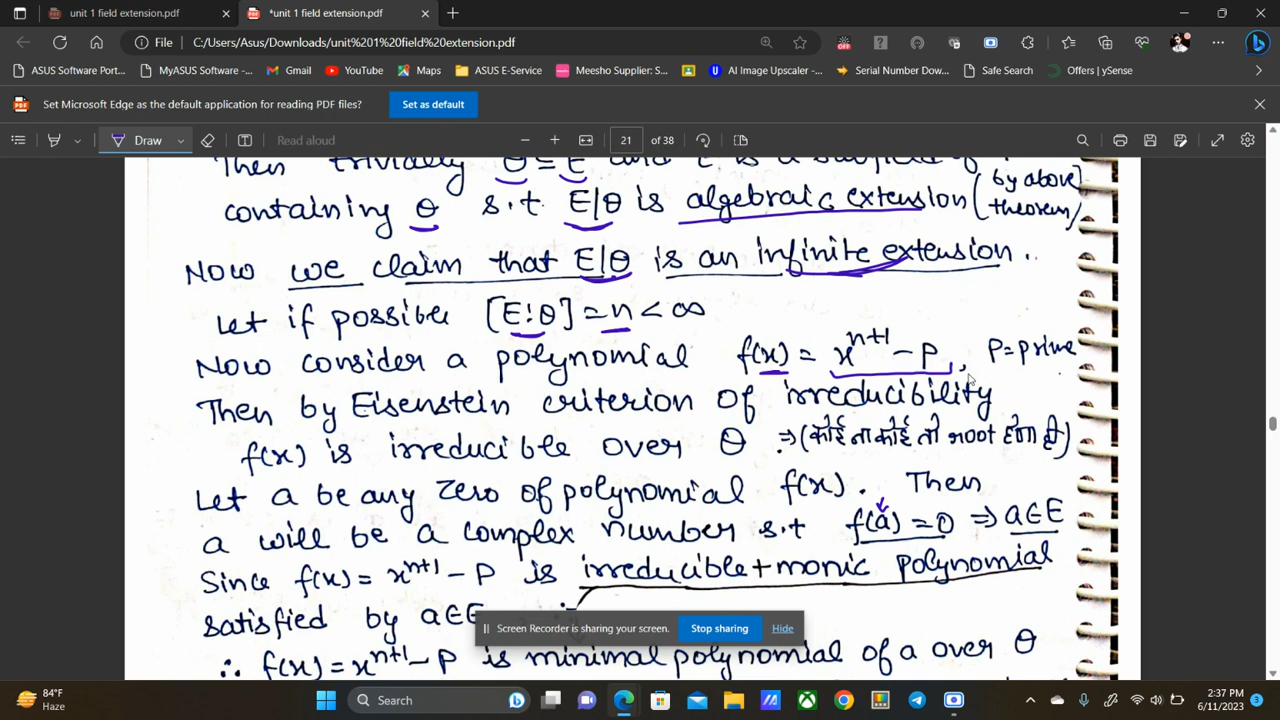 unit 1 field extension.pdf
*unit 1 field extension.pdf
File C:/Users/Asus/Downloads/unit%201%20field%20extension.pdf
ASUS Software Port...
MyASUS Software -...
Gmail
YouTube
Maps
ASUS E-Service
Meesho Supplier: S...
AI Image Upscaler -...
Serial Number Dow...
Safe Search
Offers | ySense
Set Microsoft Edge as the default application for reading PDF files? Set as default
Draw Read aloud 21 of 38
Then trivially θ ⊆ E and E is a subfield of
containing θ s.t. E|θ is algebraic extension (by above theorem)
Now we claim that E|θ is an infinite extension.
Let if possible [E:θ] = n < ∞
Now consider a polynomial f(x) = x^{n+1} - p, p = prime
Then by Eisenstein criterion of irreducibility
f(x) is irreducible over θ ⇒ (कोई ना कोई तो root होगा ही)
Let a be any zero of polynomial f(x). Then
a will be a complex number s.t f(a) = 0 ⇒ a∈E
Since f(x) = x^{n+1} - p is irreducible + monic polynomial
satisfied by a∈E
∴ f(x) = x^{n+1} - p is minimal polynomial of a over θ
Screen Recorder is sharing your screen. Stop sharing Hide
84°F
Haze
Search
2:37 PM
6/11/2023
3